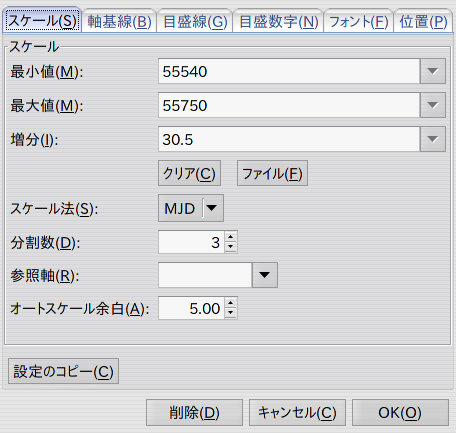 スケール(S) 軸基線(B) 目盛線(G) 目盛数字(N) フォント(F) 位置(P)
スケール
最小値(M): 55540
最大値(M): 55750
増分(I): 30.5
クリア(C) ファイル(F)
スケール法(S): MJD
分割数(D): 3
参照軸(R):
オートスケール余白(A): 5.00
設定のコピー(C)
削除(D) キャンセル(C) OK(O)